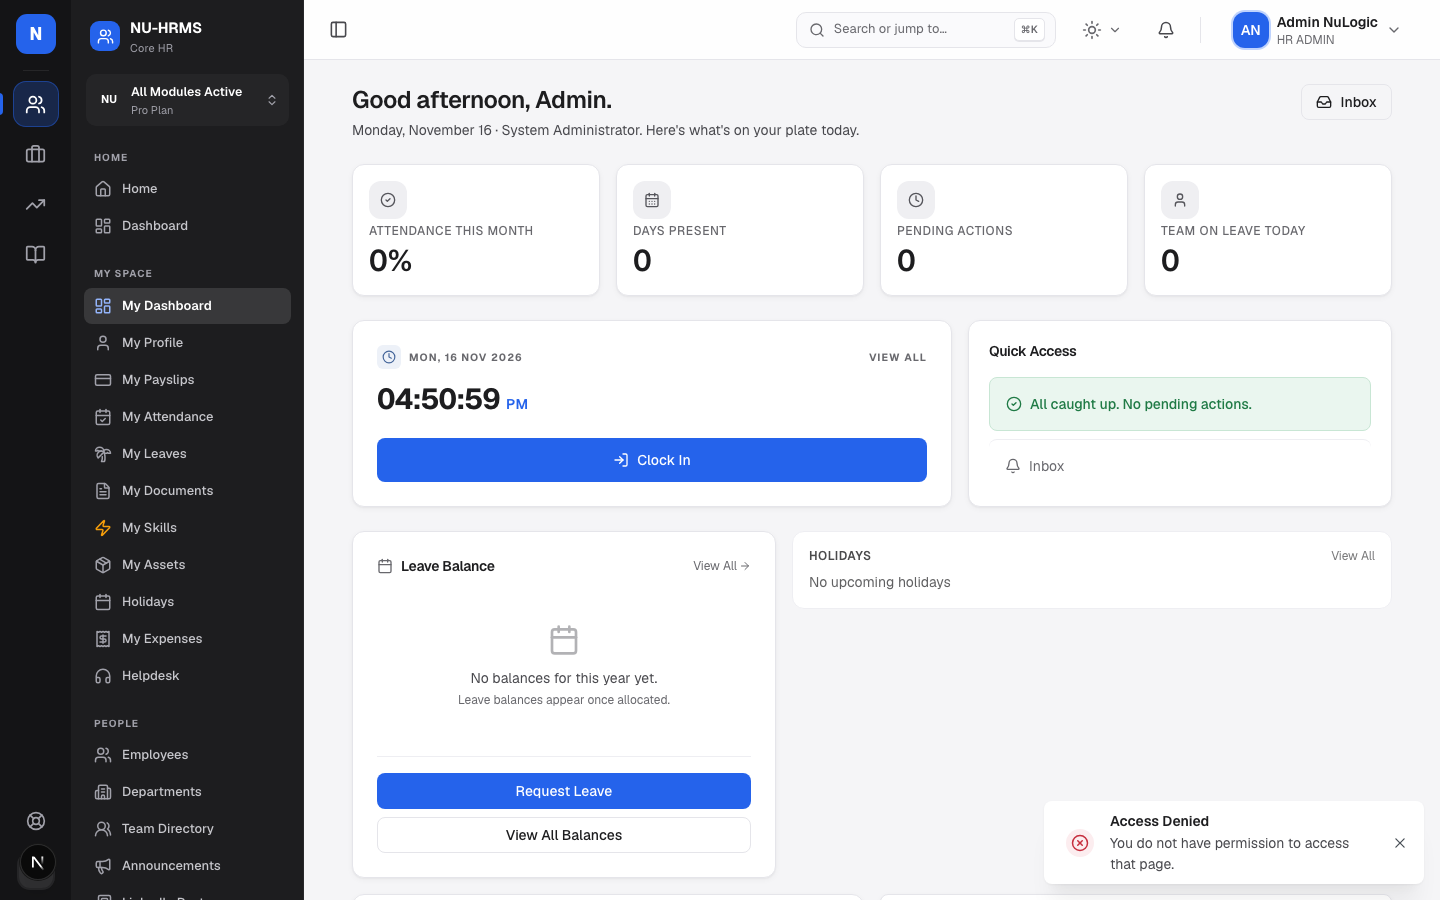 N
NU-HRMS
Core HR
NU
All Modules Active
Pro Plan
HOME
Home
Dashboard
MY SPACE
My Dashboard
My Profile
My Payslips
My Attendance
My Leaves
My Documents
My Skills
My Assets
Holidays
My Expenses
Helpdesk
PEOPLE
Employees
Departments
Team Directory
Announcements
N
Search or jump to...
⌘K
AN
Admin NuLogic
HR ADMIN
Good afternoon, Admin.
Monday, November 16 · System Administrator. Here's what's on your plate today.
Inbox
ATTENDANCE THIS MONTH
0%
DAYS PRESENT
0
PENDING ACTIONS
0
TEAM ON LEAVE TODAY
0
MON, 16 NOV 2026
VIEW ALL
04:50:59 PM
Clock In
Quick Access
All caught up. No pending actions.
Inbox
Leave Balance
View All →
No balances for this year yet.
Leave balances appear once allocated.
Request Leave
View All Balances
HOLIDAYS
View All
No upcoming holidays
Access Denied
You do not have permission to access
that page.